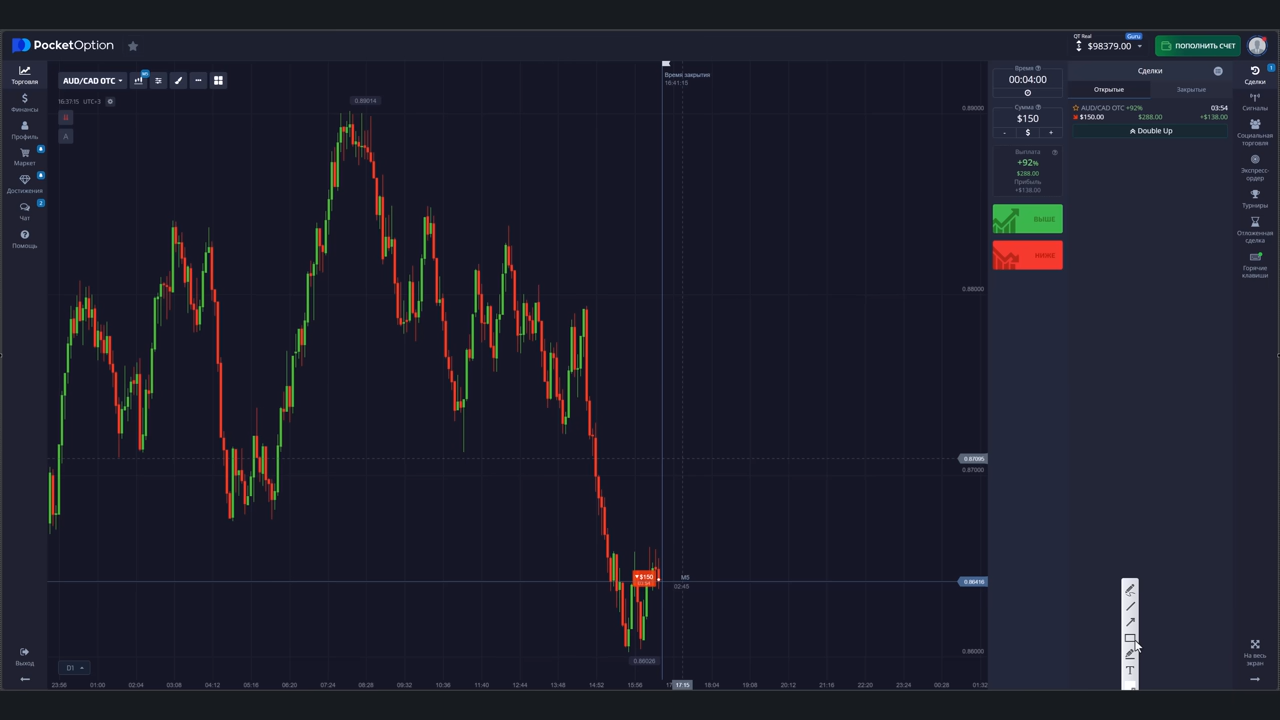 PocketOption
QT Real
Guru
$98379.00
ПОПОЛНИТЬ СЧЕТ
Торговля
Финансы
Профиль
Маркет
Достижения
2
Чат
Помощь
Выход
AUD/CAD OTC
16:37:15 UTC+3
A
0.89014
Время закрытия
16:41:15
0.89000
0.88000
0.87095
0.87000
0.86416
0.86000
▼$150
M5
02:45
0.86026
D1
23:56 01:00 02:04 03:08 04:12 05:16 06:20 07:24 08:28 09:32 10:36 11:40 12:44 13:48 14:52 15:56 17:15 18:04 19:08 20:12 21:16 22:20 23:24 00:28 01:32
Время
00:04:00
Сумма
$150
- $ +
Выплата
+92%
$288.00
Прибыль
+$138.00
ВЫШЕ
НИЖЕ
Сделки
Открытые Закрытые
AUD/CAD OTC +92% 03:54
$150.00 $288.00 +$138.00
Double Up
1
Сделки
Сигналы
Социальная
торговля
Экспресс-
ордер
Турниры
Отложенная
сделка
Горячие
клавиши
На весь
экран
T